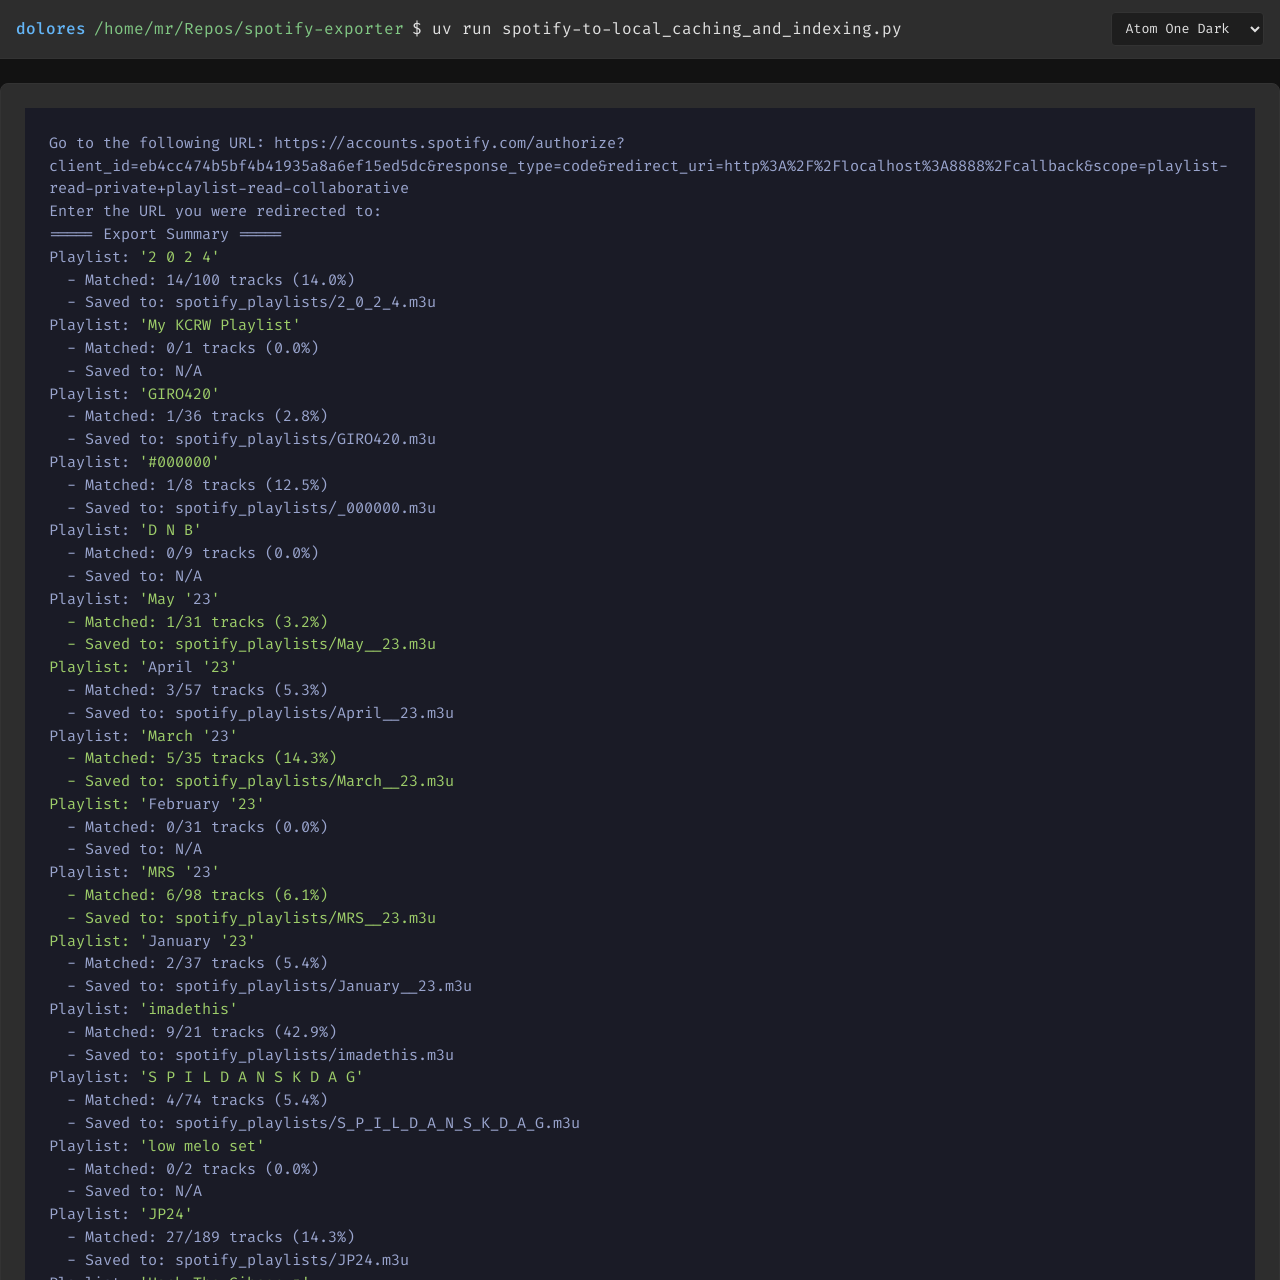 dolores /home/mr/Repos/spotify-exporter $ uv run spotify-to-local_caching_and_indexing.py
Atom One Dark
Go to the following URL: https://accounts.spotify.com/authorize?
client_id=eb4cc474b5bf4b41935a8a6ef15ed5dc&response_type=code&redirect_uri=http%3A%2F%2Flocalhost%3A8888%2Fcallback&scope=playlist-
read-private+playlist-read-collaborative
Enter the URL you were redirected to:
===== Export Summary =====
Playlist: '2 0 2 4'
  - Matched: 14/100 tracks (14.0%)
  - Saved to: spotify_playlists/2_0_2_4.m3u
Playlist: 'My KCRW Playlist'
  - Matched: 0/1 tracks (0.0%)
  - Saved to: N/A
Playlist: 'GIRO420'
  - Matched: 1/36 tracks (2.8%)
  - Saved to: spotify_playlists/GIRO420.m3u
Playlist: '#000000'
  - Matched: 1/8 tracks (12.5%)
  - Saved to: spotify_playlists/_000000.m3u
Playlist: 'D N B'
  - Matched: 0/9 tracks (0.0%)
  - Saved to: N/A
Playlist: 'May '23'
  - Matched: 1/31 tracks (3.2%)
  - Saved to: spotify_playlists/May__23.m3u
Playlist: 'April '23'
  - Matched: 3/57 tracks (5.3%)
  - Saved to: spotify_playlists/April__23.m3u
Playlist: 'March '23'
  - Matched: 5/35 tracks (14.3%)
  - Saved to: spotify_playlists/March__23.m3u
Playlist: 'February '23'
  - Matched: 0/31 tracks (0.0%)
  - Saved to: N/A
Playlist: 'MRS '23'
  - Matched: 6/98 tracks (6.1%)
  - Saved to: spotify_playlists/MRS__23.m3u
Playlist: 'January '23'
  - Matched: 2/37 tracks (5.4%)
  - Saved to: spotify_playlists/January__23.m3u
Playlist: 'imadethis'
  - Matched: 9/21 tracks (42.9%)
  - Saved to: spotify_playlists/imadethis.m3u
Playlist: 'S P I L D A N S K D A G'
  - Matched: 4/74 tracks (5.4%)
  - Saved to: spotify_playlists/S_P_I_L_D_A_N_S_K_D_A_G.m3u
Playlist: 'low melo set'
  - Matched: 0/2 tracks (0.0%)
  - Saved to: N/A
Playlist: 'JP24'
  - Matched: 27/189 tracks (14.3%)
  - Saved to: spotify_playlists/JP24.m3u